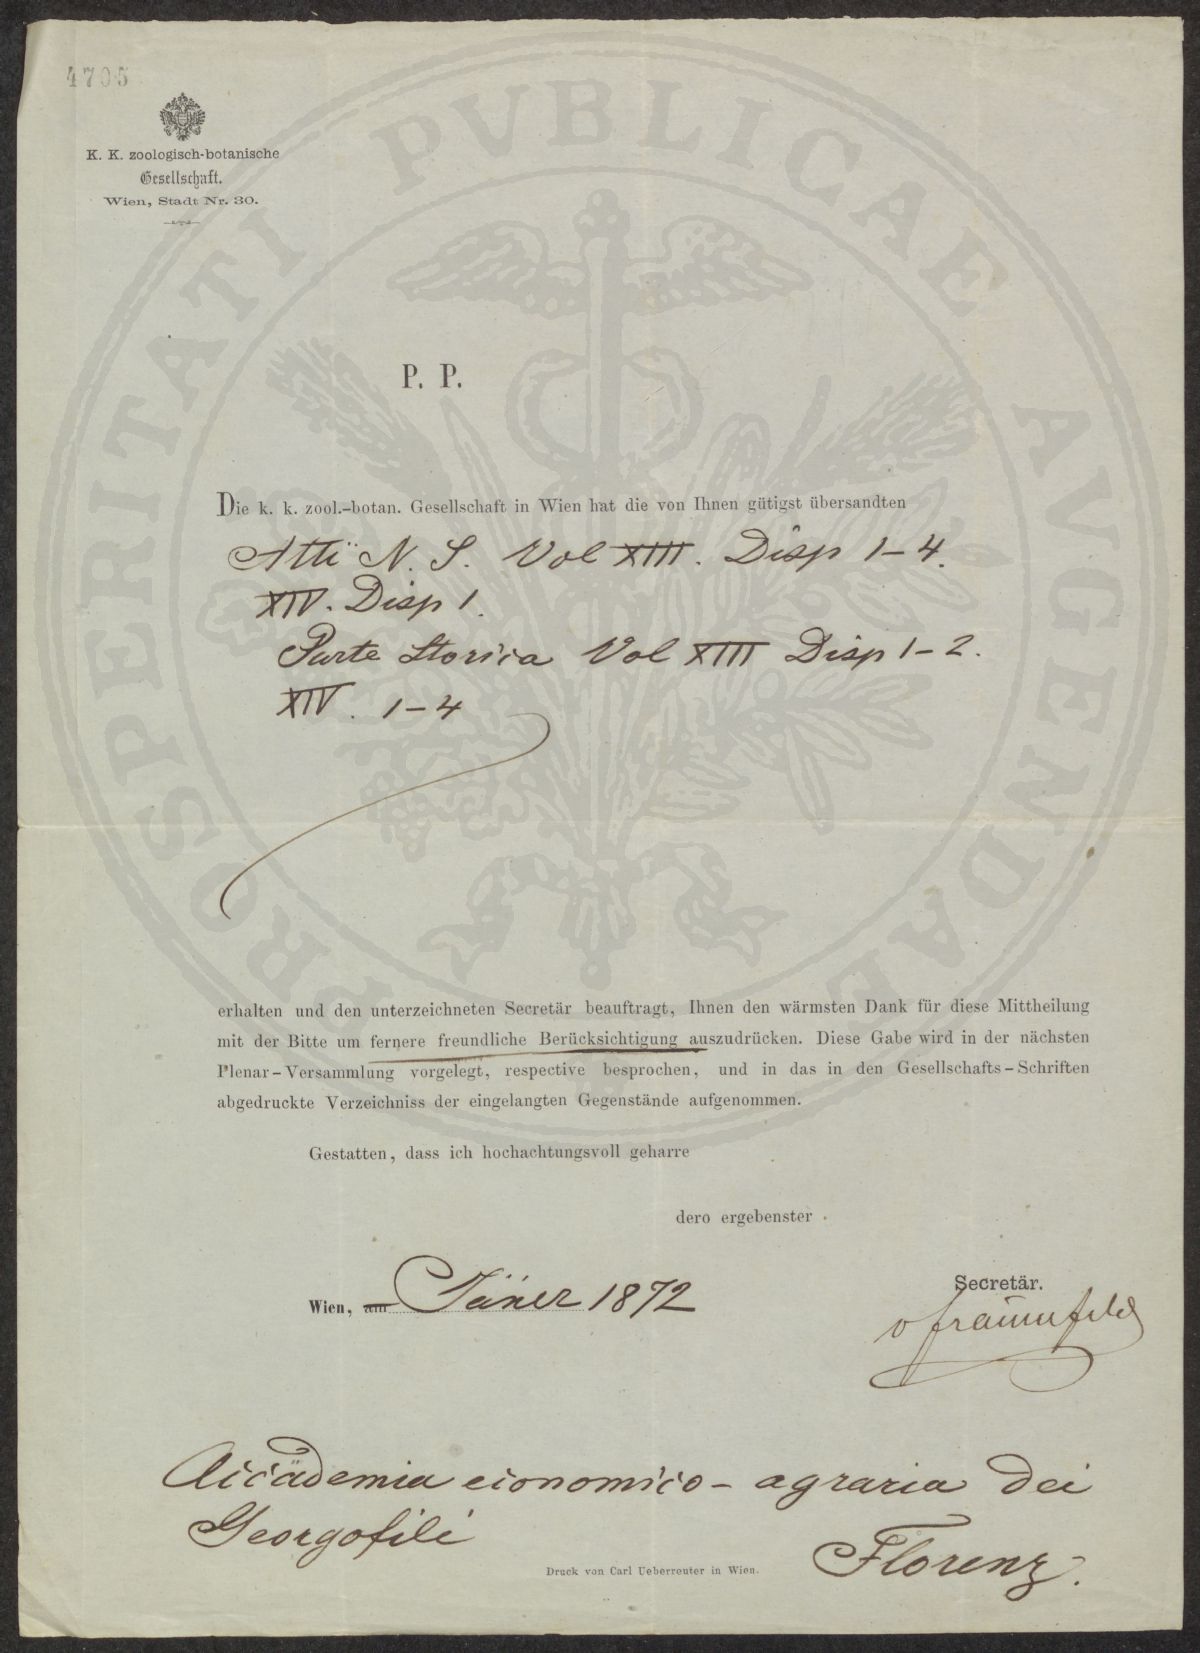 4705
K. K. zoologisch-botanische
Gesellschaft.
Wien, Stadt Nr. 30.
PROSPERITATI PVBLICAE AVGENDAE
P. P.
Die k. k. zool.-botan. Gesellschaft in Wien hat die von Ihnen gütigst übersandten
Atti N. S. Vol XIII. Disp 1-4.
XIV. Disp 1.
Parte storica Vol XIII Disp 1-2.
XIV. 1-4
erhalten und den unterzeichneten Secretär beauftragt, Ihnen den wärmsten Dank für diese Mittheilung
mit der Bitte um fernere freundliche Berücksichtigung auszudrücken. Diese Gabe wird in der nächsten
Plenar-Versammlung vorgelegt, respective besprochen, und in das in den Gesellschafts-Schriften
abgedruckte Verzeichniss der eingelangten Gegenstände aufgenommen.
Gestatten, dass ich hochachtungsvoll geharre
dero ergebenster
Wien, am Jäner 1872
Secretär.
v frauenfeld
Accademia economico-agraria dei
Georgofili
Florenz.
Druck von Carl Ueberreuter in Wien.